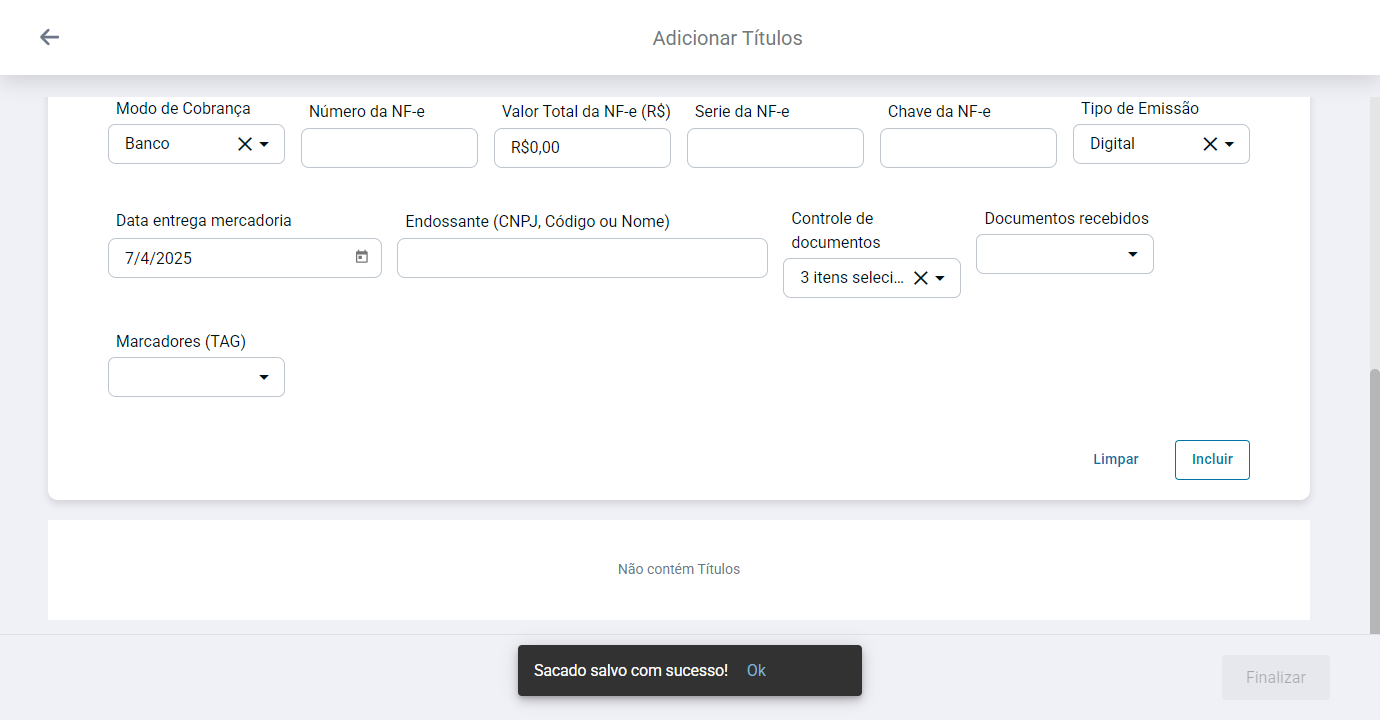 Adicionar Títulos
Modo de Cobrança
Número da NF-e
Valor Total da NF-e (R$)
Serie da NF-e
Chave da NF-e
Tipo de Emissão
Banco
R$0,00
Digital
Data entrega mercadoria
Endossante (CNPJ, Código ou Nome)
Controle de
documentos
Documentos recebidos
7/4/2025
3 itens seleci...
Marcadores (TAG)
Limpar
Incluir
Não contém Títulos
Sacado salvo com sucesso! Ok
Finalizar